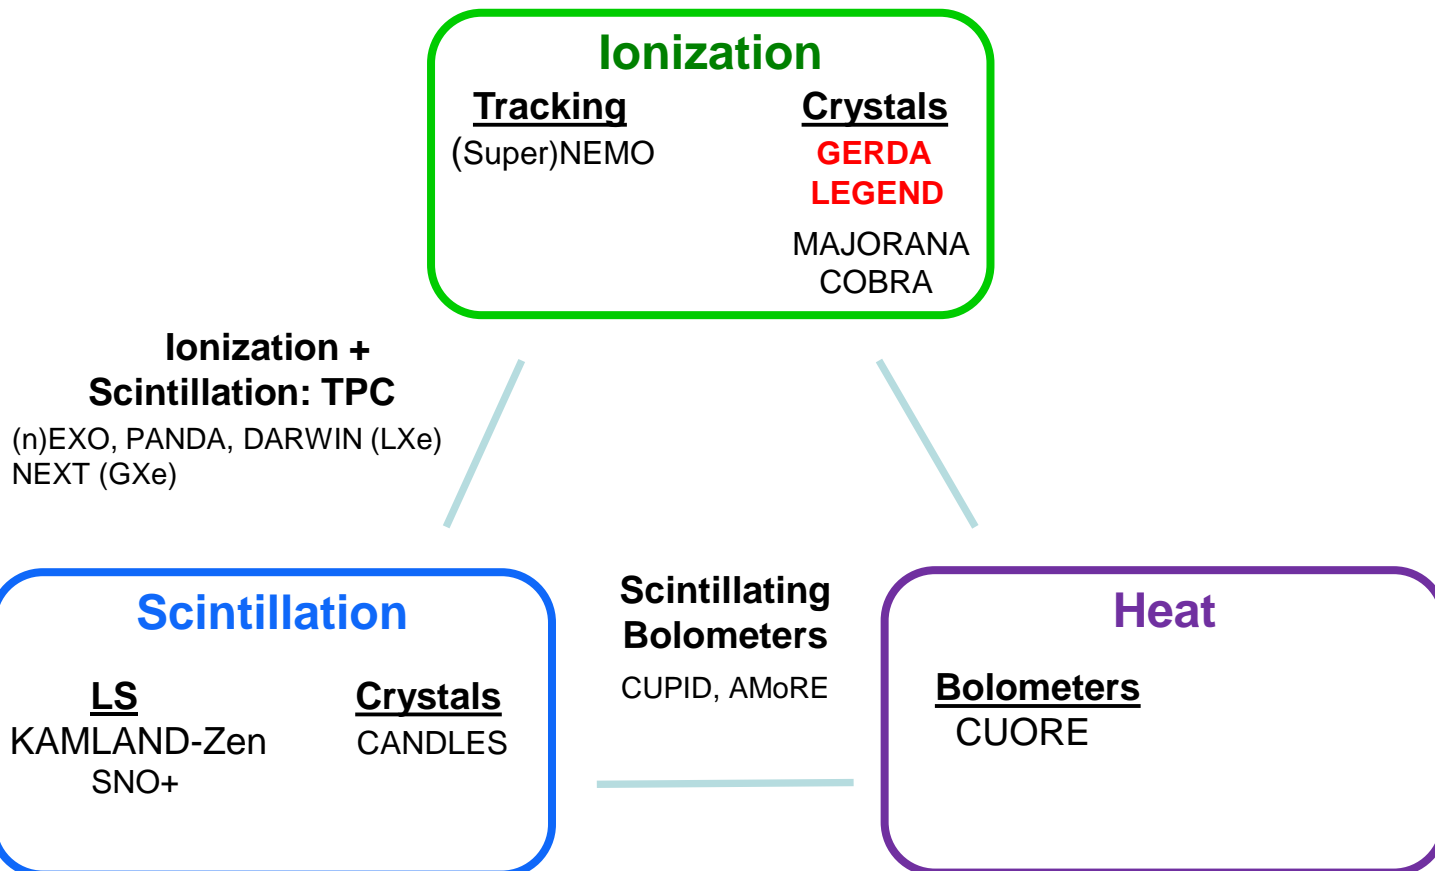 Ionization
Tracking
(Super)NEMO
Crystals
GERDA
LEGEND
MAJORANA
COBRA
Ionization +
Scintillation: TPC
(n)EXO, PANDA, DARWIN (LXe)
NEXT (GXe)
Scintillation
LS
KAMLAND-Zen
SNO+
Crystals
CANDLES
Scintillating
Bolometers
CUPID, AMoRE
Heat
Bolometers
CUORE